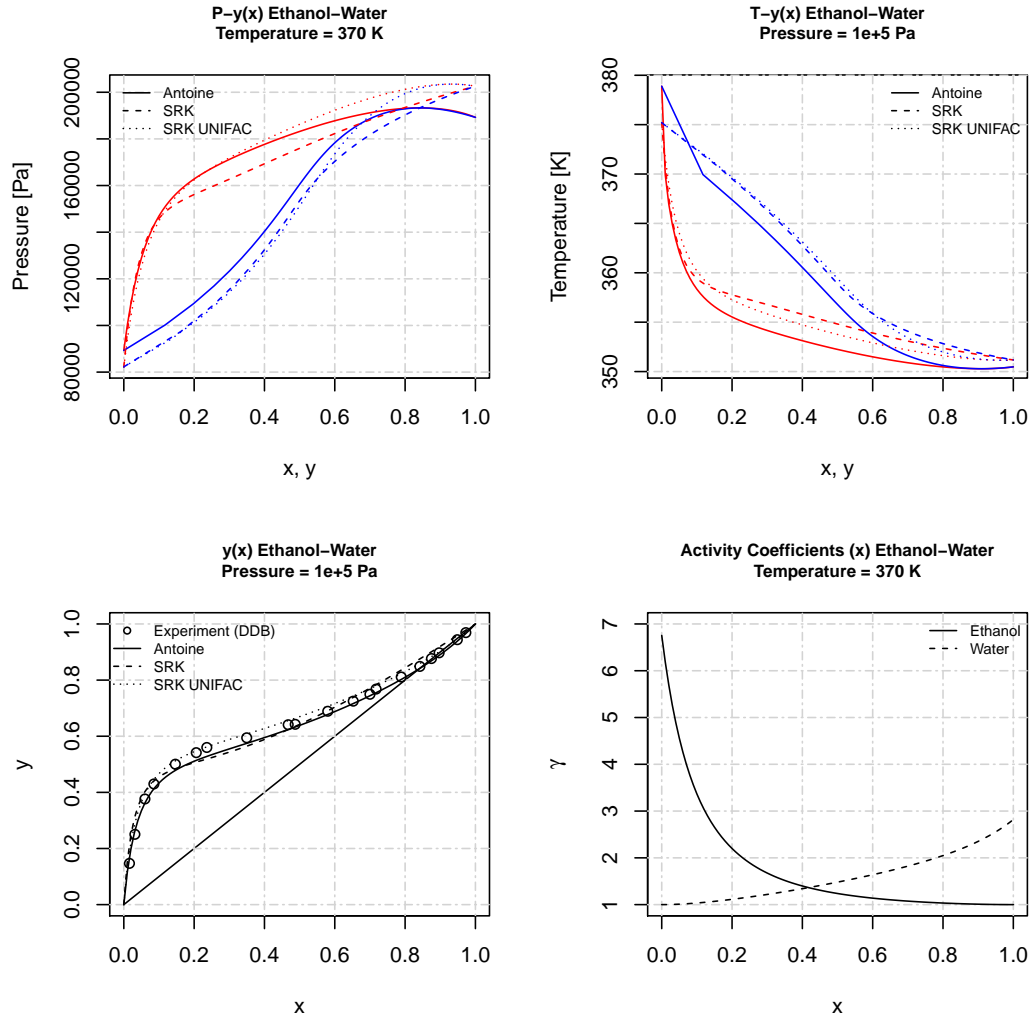 P−y(x) Ethanol−Water
Temperature = 370 K
Antoine
SRK
SRK UNIFAC
Pressure [Pa]
80000 120000 160000 2000000
0.0 0.2 0.4 0.6 0.8 1.0
x, y
T−y(x) Ethanol−Water
Pressure = 1e+5 Pa
Antoine
SRK
SRK UNIFAC
Temperature [K]
350 360 370 380
0.0 0.2 0.4 0.6 0.8 1.0
x, y
y(x) Ethanol−Water
Pressure = 1e+5 Pa
Experiment (DDB)
Antoine
SRK
SRK UNIFAC
y
0.0 0.2 0.4 0.6 0.8 1.0
0.0 0.2 0.4 0.6 0.8 1.0
x
Activity Coefficients (x) Ethanol−Water
Temperature = 370 K
Ethanol
Water
γ
1 2 3 4 5 6 7
0.0 0.2 0.4 0.6 0.8 1.0
x